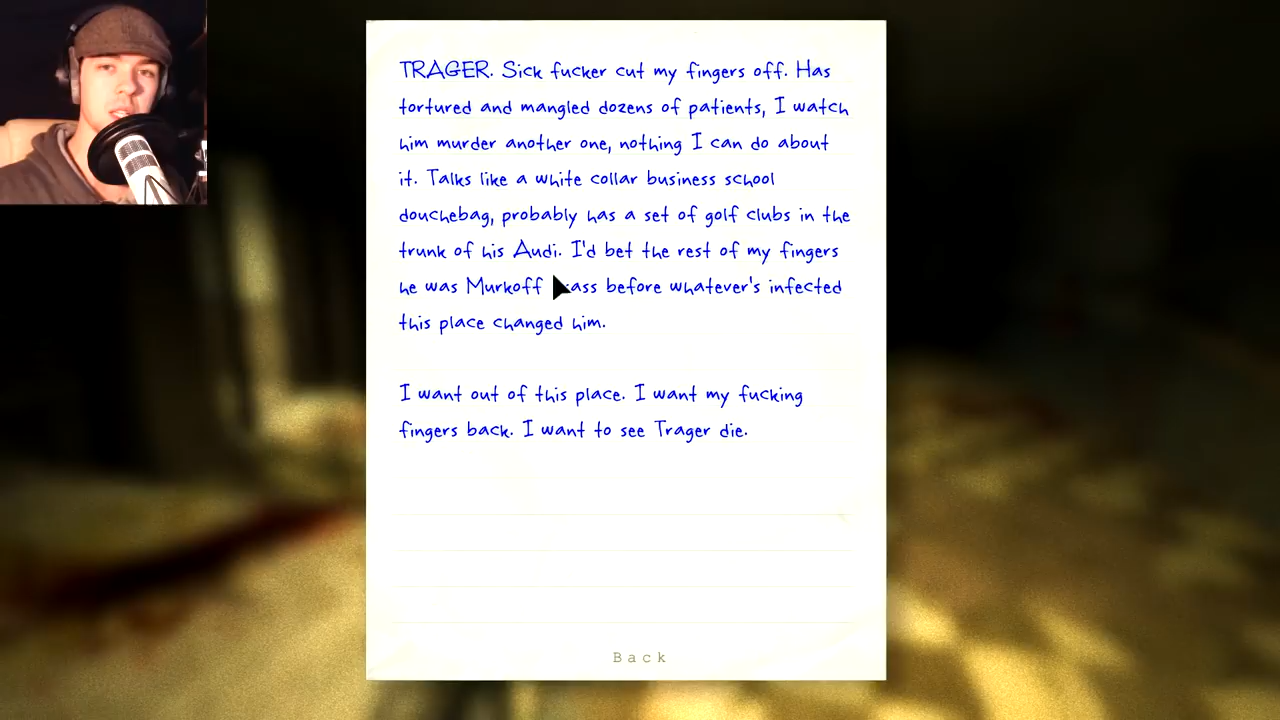 TRAGER. Sick fucker cut my fingers off. Has
tortured and mangled dozens of patients, I watch
him murder another one, nothing I can do about
it. Talks like a white collar business school
douchebag, probably has a set of golf clubs in the
trunk of his Audi. I'd bet the rest of my fingers
he was Murkoff before whatever's infected
this place changed him.
I want out of this place. I want my fucking
fingers back. I want to see Trager die.
Back